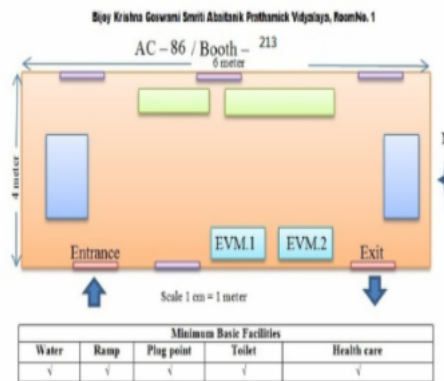 Bijoy Krishna Goswami Smriti Abaitanik Prathamick Vidyalaya, RoomNo. 1
AC – 86 / Booth – 213
6 meter
4 meter
EVM.1 EVM.2
Entrance Exit
Scale 1 cm = 1 meter
Minimum Basic Facilities
Water Ramp Plug point Toilet Health care
√ √ √ √ √